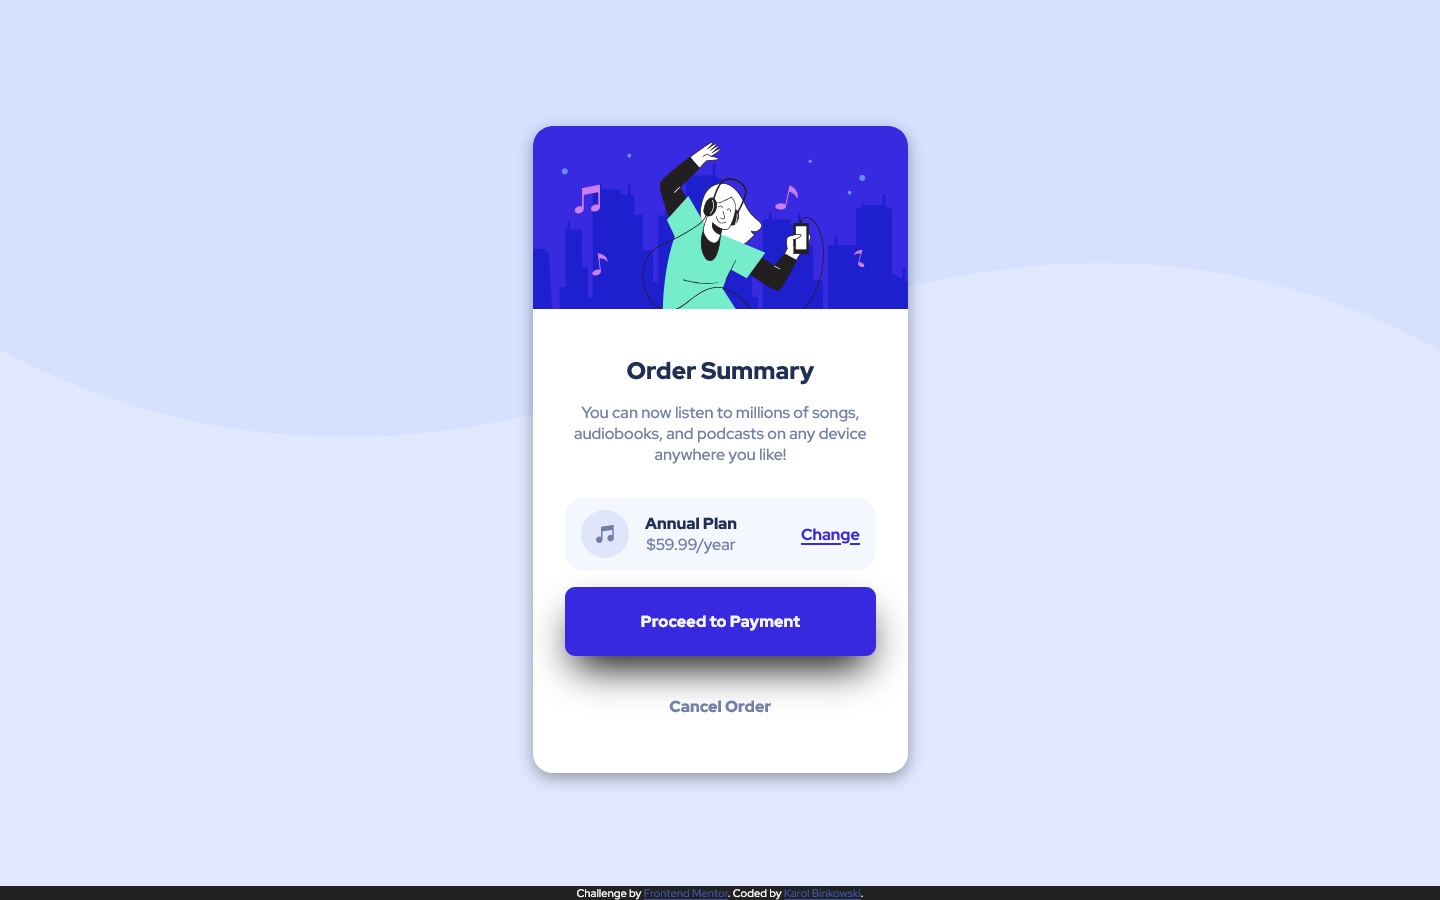 Order Summary
You can now listen to millions of songs,
audiobooks, and podcasts on any device
anywhere you like!
Annual Plan
$59.99/year
Change
Proceed to Payment
Cancel Order
Challenge by Frontend Mentor. Coded by Karol Binkowski.